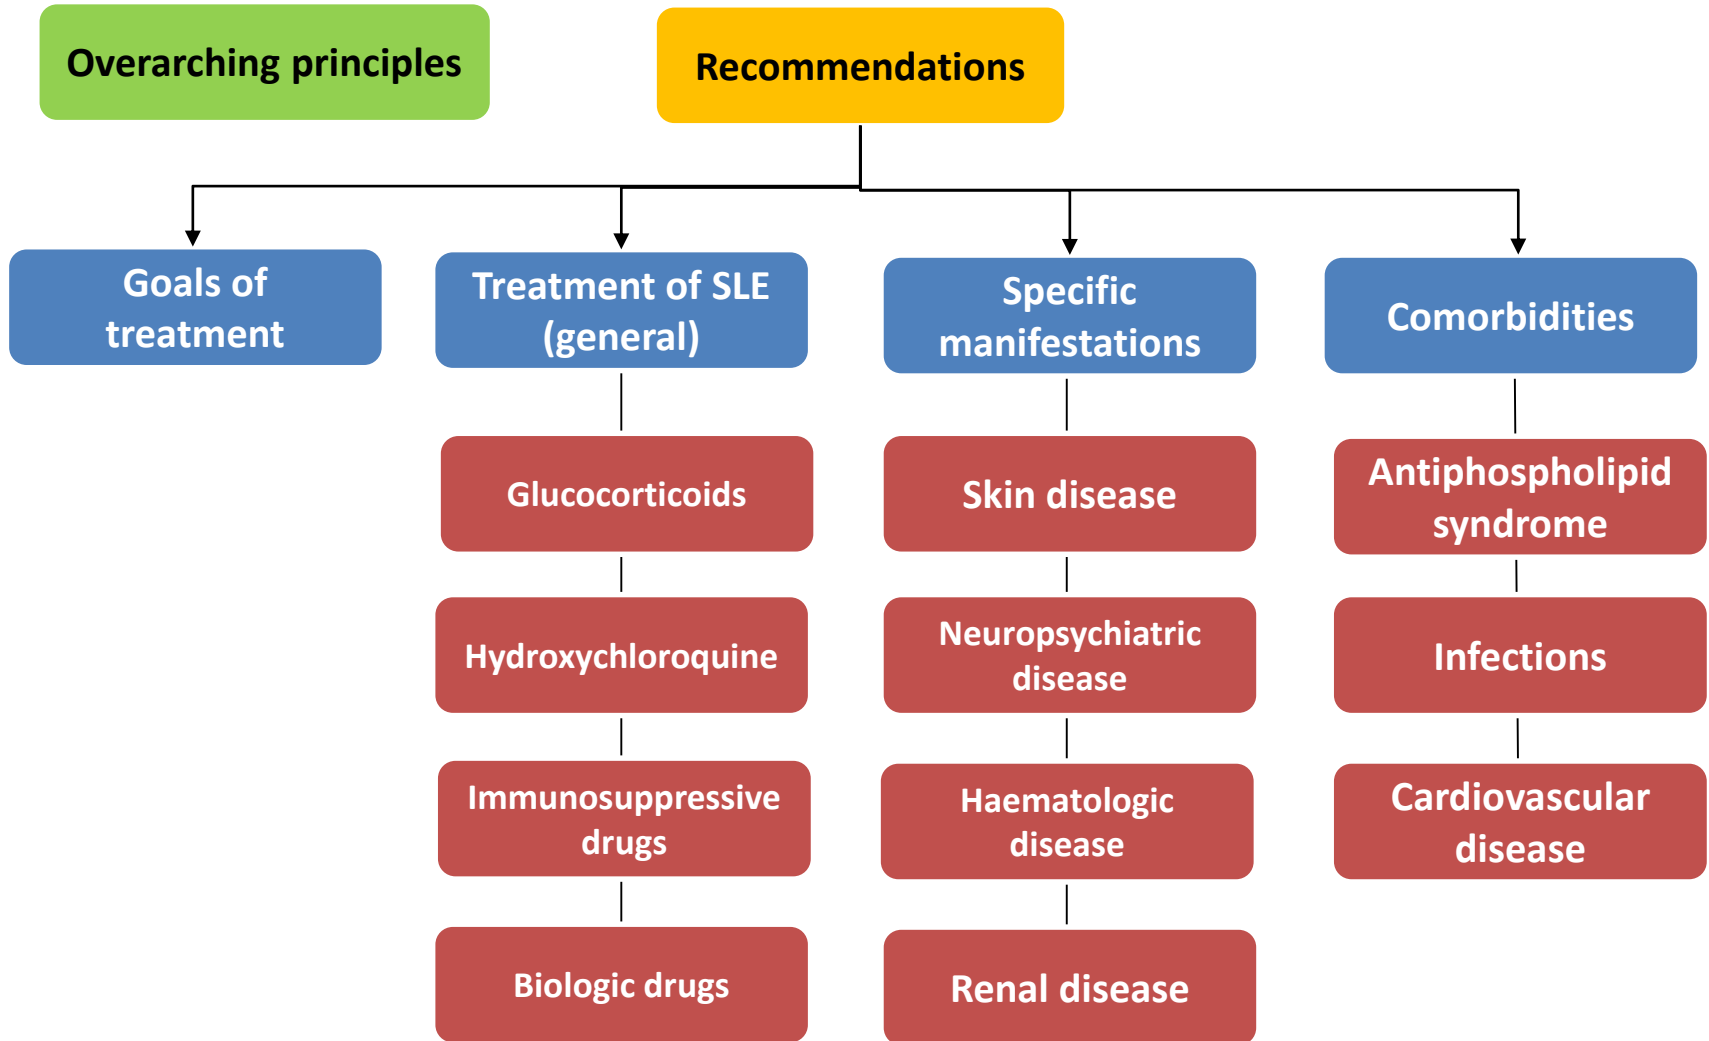 Overarching principles
Recommendations
Goals of
treatment
Treatment of SLE
(general)
Specific
manifestations
Comorbidities
Glucocorticoids
Hydroxychloroquine
Immunosuppressive
drugs
Biologic drugs
Skin disease
Neuropsychiatric
disease
Haematologic
disease
Renal disease
Antiphospholipid
syndrome
Infections
Cardiovascular
disease